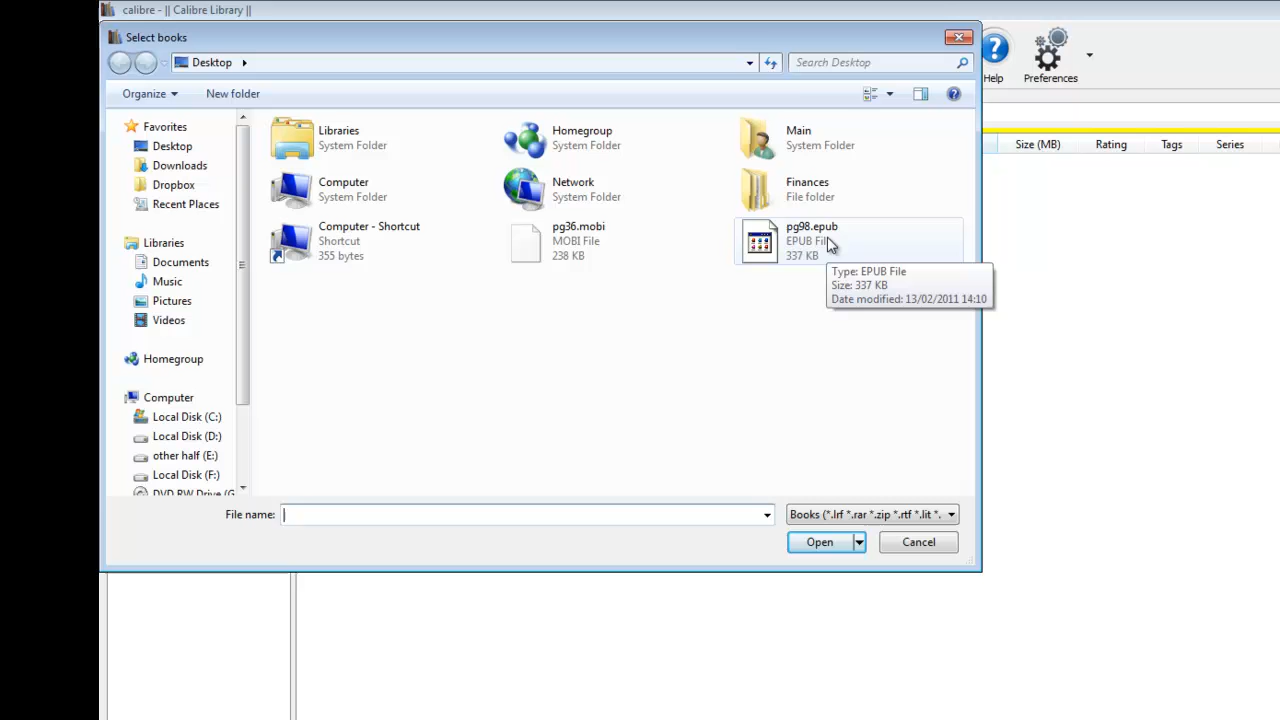 calibre - || Calibre Library ||
Select books
Desktop
Search Desktop
Help
Preferences
Organize
New folder
Size (MB)
Rating
Tags
Series
Favorites
Desktop
Downloads
Dropbox
Recent Places
Libraries
Documents
Music
Pictures
Videos
Homegroup
Computer
Local Disk (C:)
Local Disk (D:)
other half (E:)
Local Disk (F:)
DVD RW Drive (G
Libraries
System Folder
Homegroup
System Folder
Main
System Folder
Computer
System Folder
Network
System Folder
Finances
File folder
Computer - Shortcut
Shortcut
355 bytes
pg36.mobi
MOBI File
238 KB
pg98.epub
EPUB File
337 KB
Type: EPUB File
Size: 337 KB
Date modified: 13/02/2011 14:10
File name:
Books (*.lrf *.rar *.zip *.rtf *.lit *.
Open
Cancel